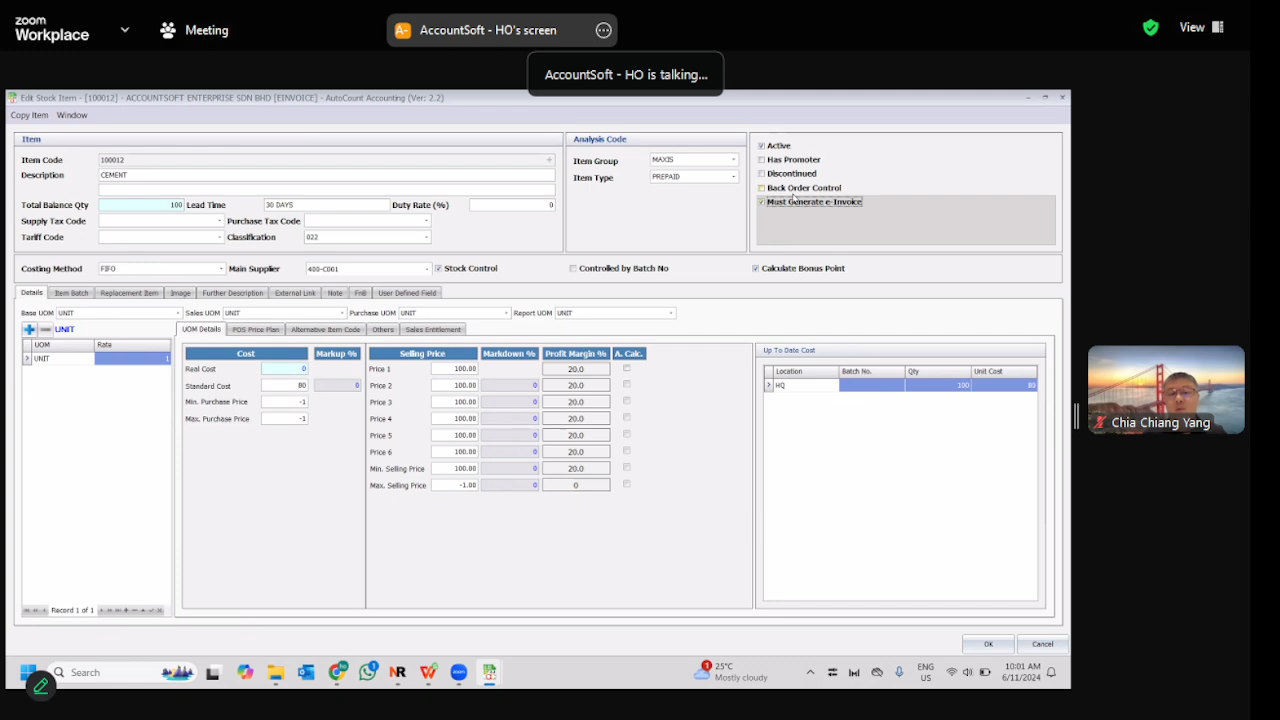 zoom
Workplace
Meeting
A- AccountSoft - HO's screen
View
AccountSoft - HO is talking...
Edit Stock Item - [100012] - ACCOUNTSOFT ENTERPRISE SDN BHD [EINVOICE] - AutoCount Accounting (Ver: 2.2)
Copy Item Window
Item
Item Code 100012
Description CEMENT
Total Balance Qty 100 Lead Time 30 DAYS Duty Rate (%) 0
Supply Tax Code Purchase Tax Code
Tariff Code Classification 022
Analysis Code
Item Group MAXIS
Item Type PREPAID
Active
Has Promoter
Discontinued
Back Order Control
Must Generate e-Invoice
Costing Method FIFO Main Supplier 400-C001 Stock Control Controlled by Batch No Calculate Bonus Point
Details Item Batch Replacement Item Image Further Description External Link Note FnB User Defined Field
Base UOM UNIT Sales UOM UNIT Purchase UOM UNIT Report UOM UNIT
UNIT
UOM Rate
UNIT 1
Record 1 of 1
UOM Details POS Price Plan Alternative Item Code Others Sales Entitlement
Cost Markup %
Real Cost 0
Standard Cost 80 0
Min. Purchase Price -1
Max. Purchase Price -1
Selling Price Markdown % Profit Margin % A. Calc.
Price 1 100.00 20.0
Price 2 100.00 0 20.0
Price 3 100.00 0 20.0
Price 4 100.00 0 20.0
Price 5 100.00 0 20.0
Price 6 100.00 0 20.0
Min. Selling Price 100.00 0 20.0
Max. Selling Price -1.00 0 0
Up To Date Cost
Location Batch No. Qty Unit Cost
HQ 100 80
OK Cancel
Chia Chiang Yang
Search
1
25°C
Mostly cloudy
ENG
US
10:01 AM
6/11/2024